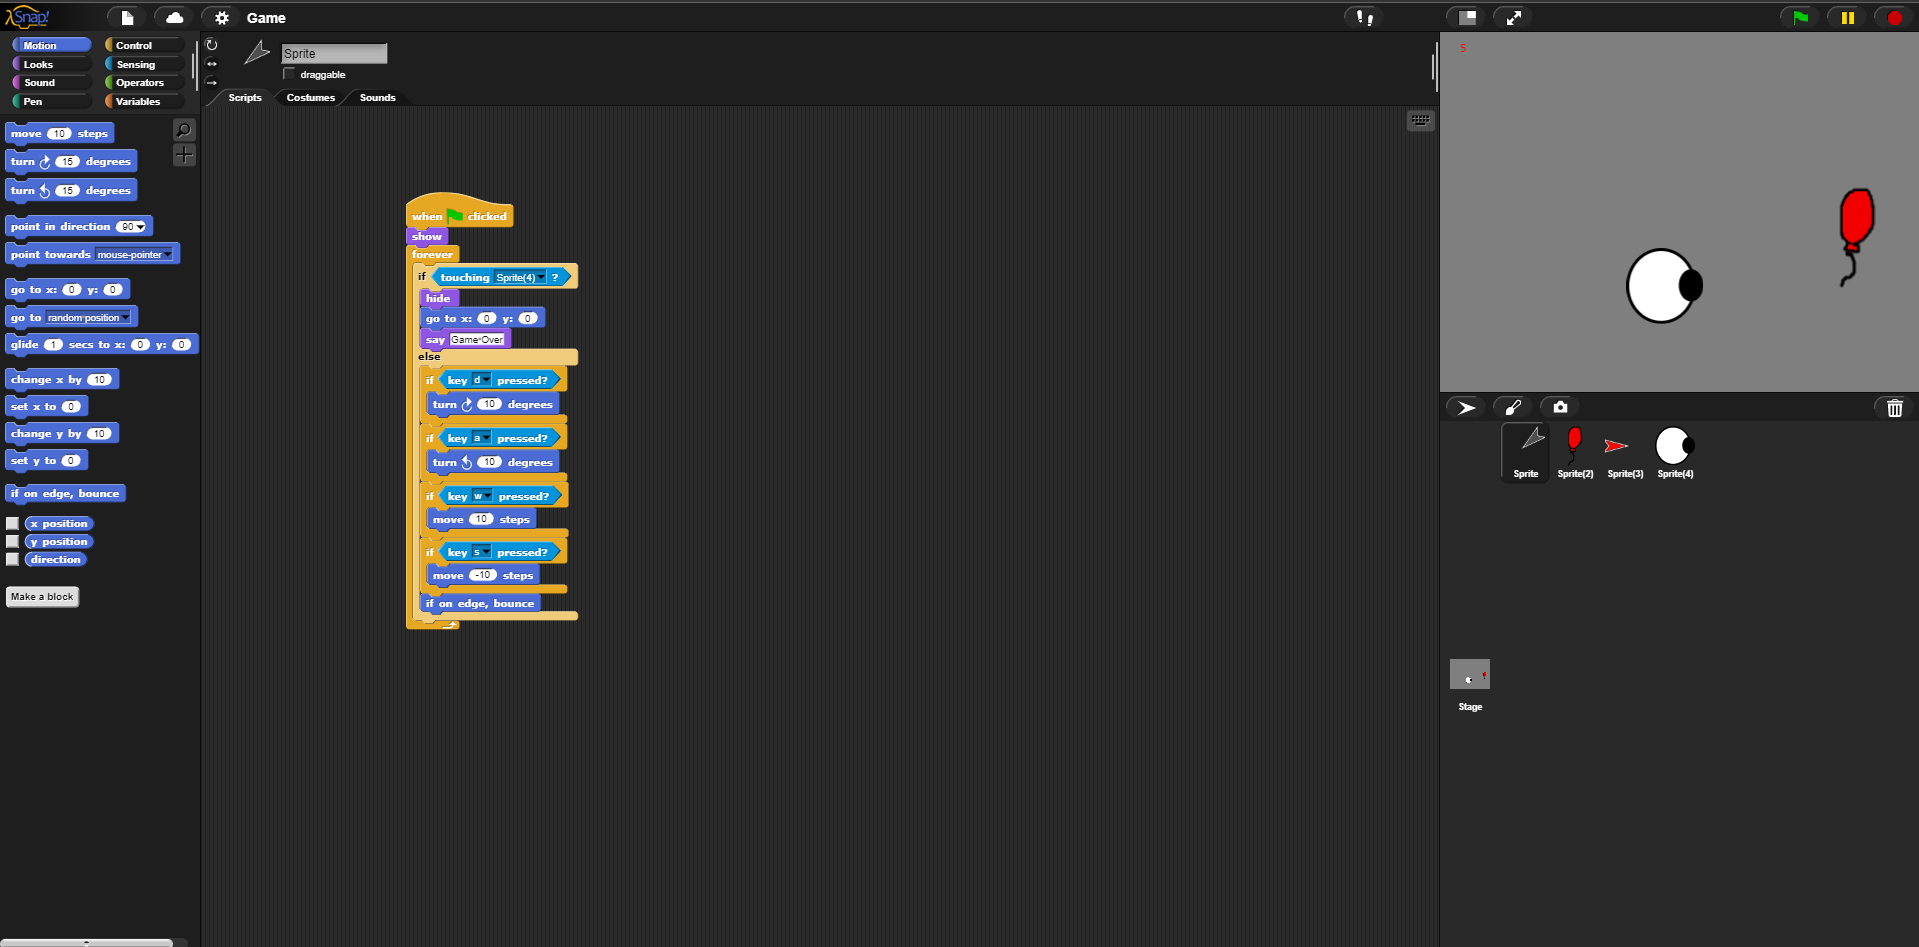 Snap!
Game
Motion
Control
Looks
Sensing
Sound
Operators
Pen
Variables
move 10 steps
turn 15 degrees
turn 15 degrees
point in direction 90
point towards mouse-pointer
go to x: 0 y: 0
go to random position
glide 1 secs to x: 0 y: 0
change x by 10
set x to 0
change y by 10
set y to 0
if on edge, bounce
x position
y position
direction
Make a block
Sprite
draggable
Scripts
Costumes
Sounds
when clicked
show
forever
if touching Sprite(4) ?
hide
go to x: 0 y: 0
say Game Over
else
if key d pressed?
turn 10 degrees
if key a pressed?
turn 10 degrees
if key w pressed?
move 10 steps
if key s pressed?
move -10 steps
if on edge, bounce
5
Sprite
Sprite(2)
Sprite(3)
Sprite(4)
Stage